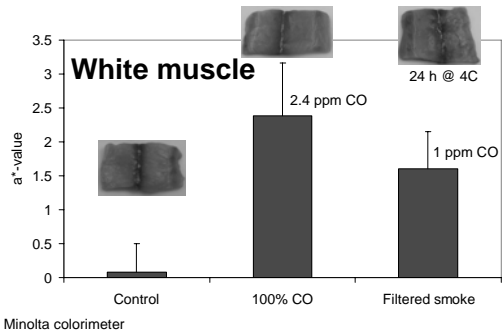 3.5
White muscle
3
24 h @ 4C
2.5
2.4 ppm CO
2
a*-value
1 ppm CO
1.5
1
0.5
0
Control
100% CO
Filtered smoke
Minolta colorimeter